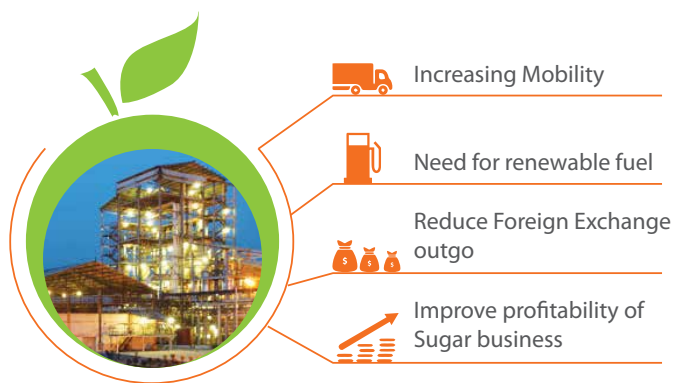 Increasing Mobility
Need for renewable fuel
Reduce Foreign Exchange
outgo
$ $ $
Improve profitability of
Sugar business